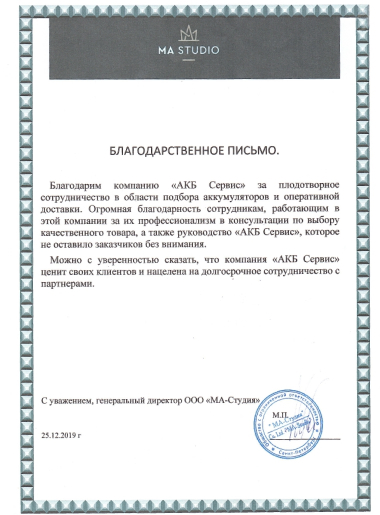 MA STUDIO
БЛАГОДАРСТВЕННОЕ ПИСЬМО.
Благодарим компанию «АКБ Сервис» за плодотворное
сотрудничество в области подбора аккумуляторов и оперативной
доставки. Огромная благодарность сотрудникам, работающим в
этой компании за их профессионализм в консультации по выбору
качественного товара, а также руководство «АКБ Сервис», которое
не оставило заказчиков без внимания.
Можно с уверенностью сказать, что компания «АКБ Сервис»
ценит своих клиентов и нацелена на долгосрочное сотрудничество с
партнерами.
С уважением, генеральный директор ООО «МА-Студия»
М.П.
"МА-Студия"
Санкт-Петербург
25.12.2019 г